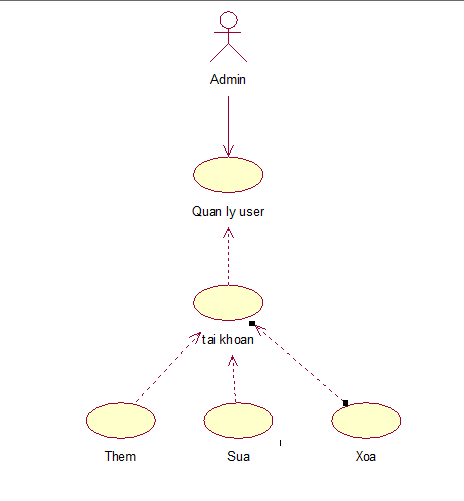 Admin
Quan ly user
tai khoan
Them
Sua
Xoa